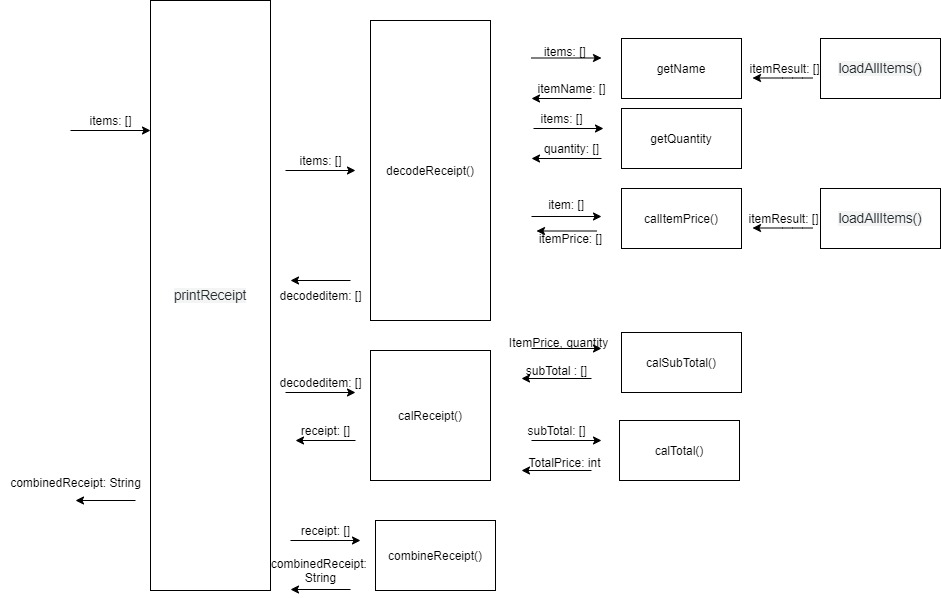 items: []
getName
itemResult: []
loadAllItems()
itemName: []
items: []
items: []
getQuantity
quantity: []
items: []
decodeReceipt()
item: []
calItemPrice()
itemResult: []
loadAllItems()
itemPrice: []
printReceipt
decodeditem: []
ItemPrice, quantity
calSubTotal()
subTotal : []
decodeditem: []
calReceipt()
receipt: []
subTotal: []
calTotal()
TotalPrice: int
combinedReceipt: String
receipt: []
combineReceipt()
combinedReceipt:
String